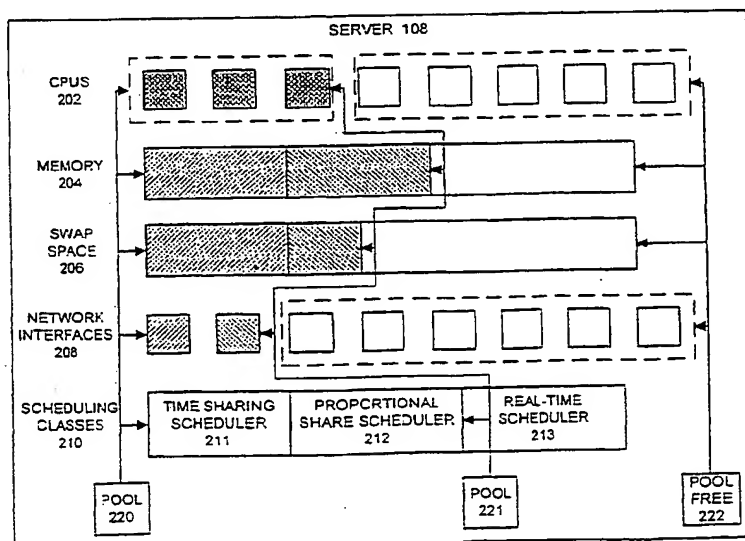 SERVER 108
CPUS
202
MEMORY
204
SWAP
SPACE
206
NETWORK
INTERFACES
208
SCHEDULING
CLASSES
210
TIME SHARING
SCHEDULER
211
PROPORTIONAL
SHARE SCHEDULER
212
REAL-TIME
SCHEDULER
213
POOL
220
POOL
221
POOL
FREE
222